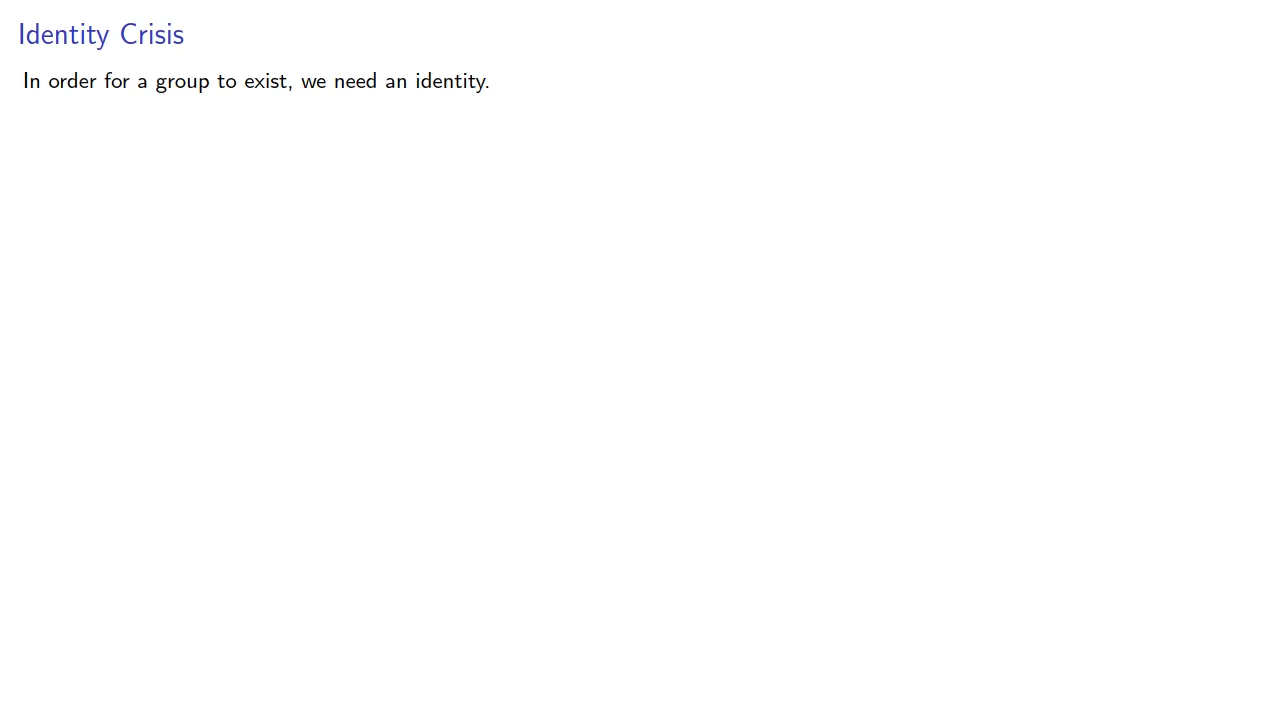 Identity Crisis
In order for a group to exist, we need an identity.